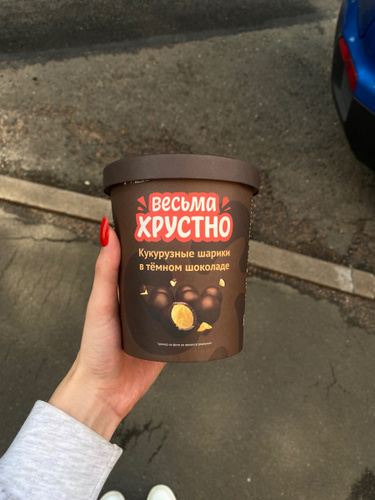 ВЕСЬМА
ХРУСТНО
Кукурузные шарики
в тёмном шоколаде